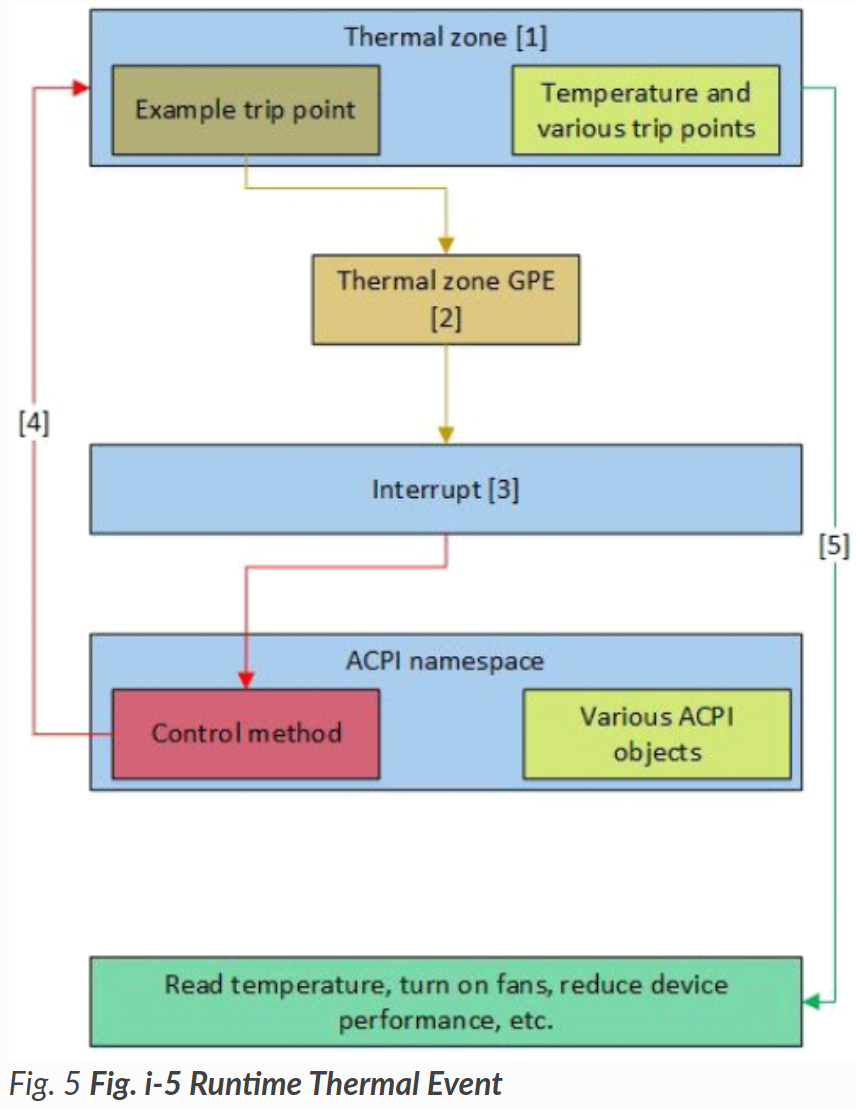 Thermal zone [1]
Example trip point
Temperature and
various trip points
Thermal zone GPE
[2]
[4]
Interrupt [3]
[5]
ACPI namespace
Control method
Various ACPI
objects
Read temperature, turn on fans, reduce device
performance, etc.
Fig. 5 Fig. i-5 Runtime Thermal Event